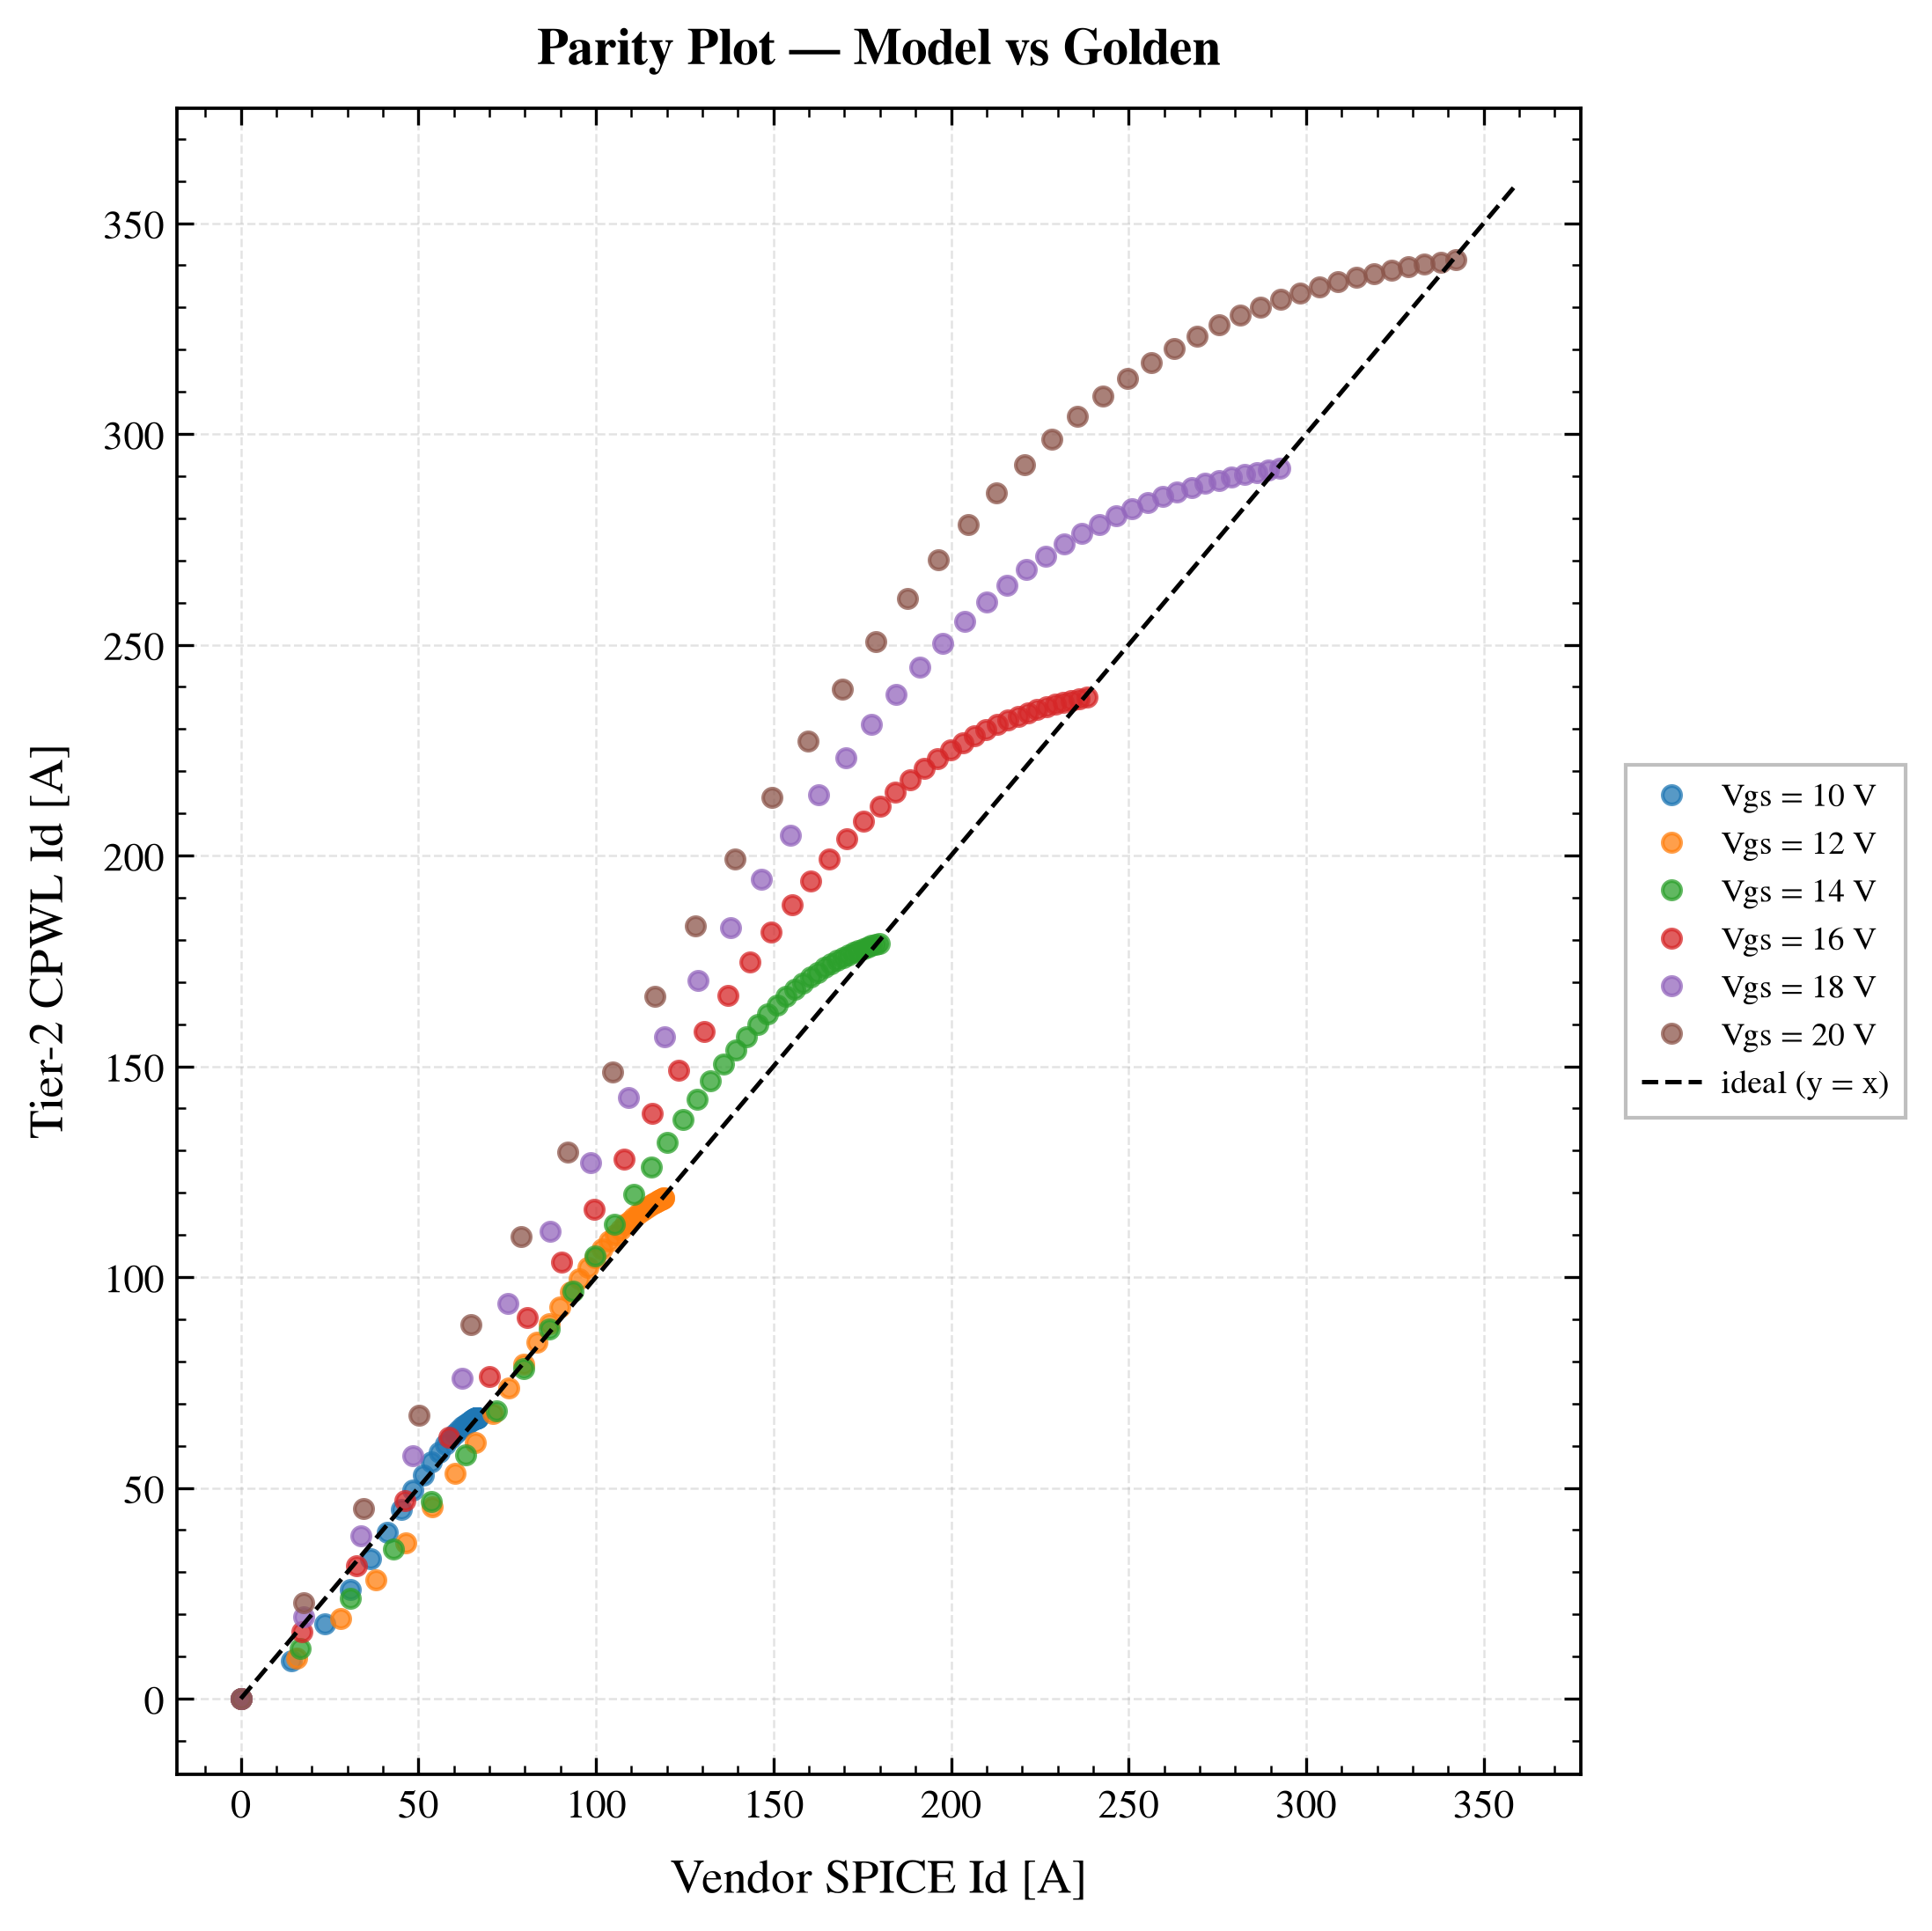 Parity Plot — Model vs Golden
Tier-2 CPWL Id [A]
350
300
250
200
150
100
50
0
0 50 100 150 200 250 300 350
Vendor SPICE Id [A]
Vgs = 10 V
Vgs = 12 V
Vgs = 14 V
Vgs = 16 V
Vgs = 18 V
Vgs = 20 V
ideal (y = x)